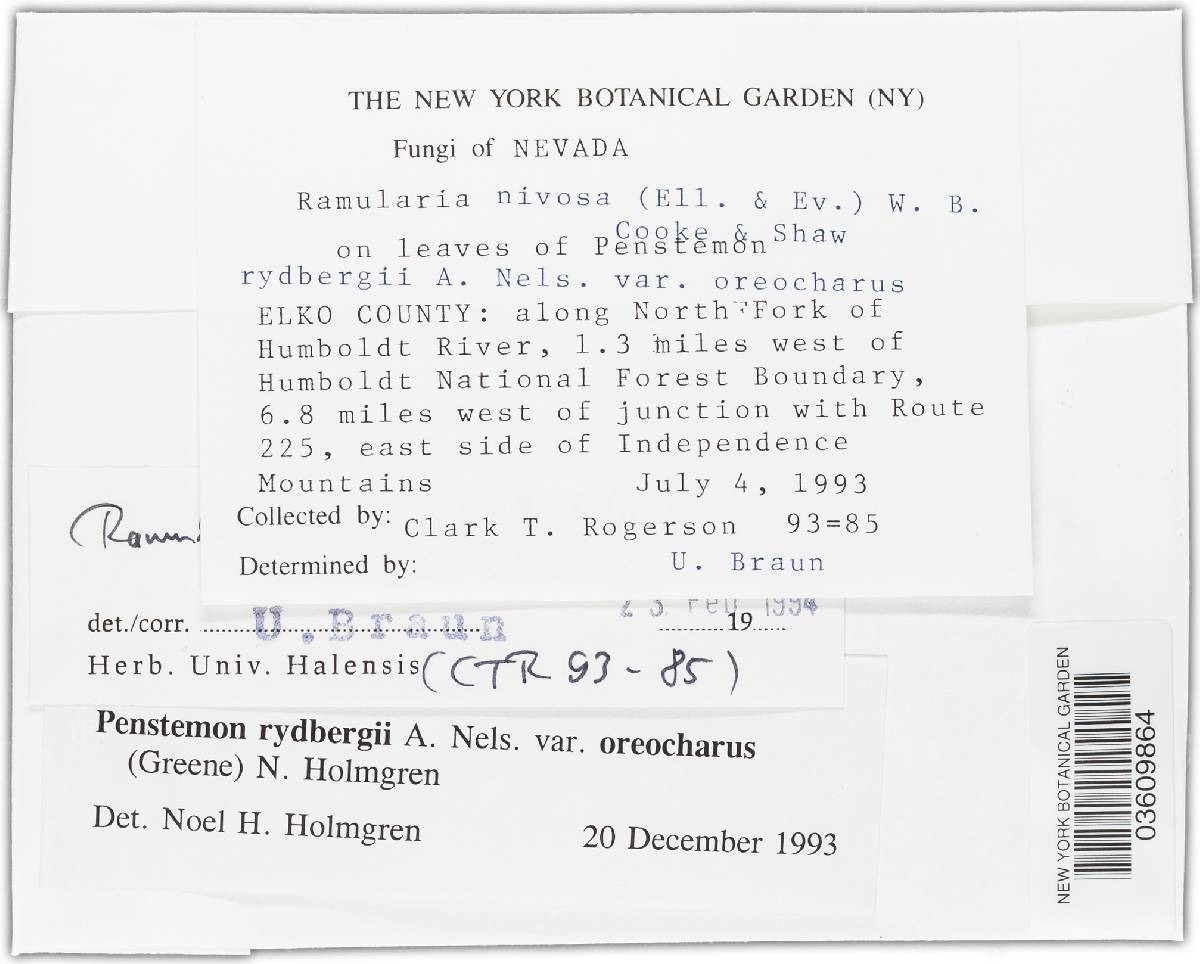 THE NEW YORK BOTANICAL GARDEN (NY)
Fungi of NEVADA
Ramularia nivosa (Ell. & Ev.) W. B.
Cooke & Shaw
on leaves of Penstemon
rydbergii A. Nels. var. oreocharus
ELKO COUNTY: along North Fork of
Humboldt River, 1.3 miles west of
Humboldt National Forest Boundary,
6.8 miles west of junction with Route
225, east side of Independence
Mountains July 4, 1993
Collected by: Clark T. Rogerson 93=85
Determined by: U. Braun
det./corr. U. Braun 19
Herb. Univ. Halensis (CTR 93-85)
Penstemon rydbergii A. Nels. var. oreocharus
(Greene) N. Holmgren
Det. Noel H. Holmgren 20 December 1993
NEW YORK BOTANICAL GARDEN
03609864